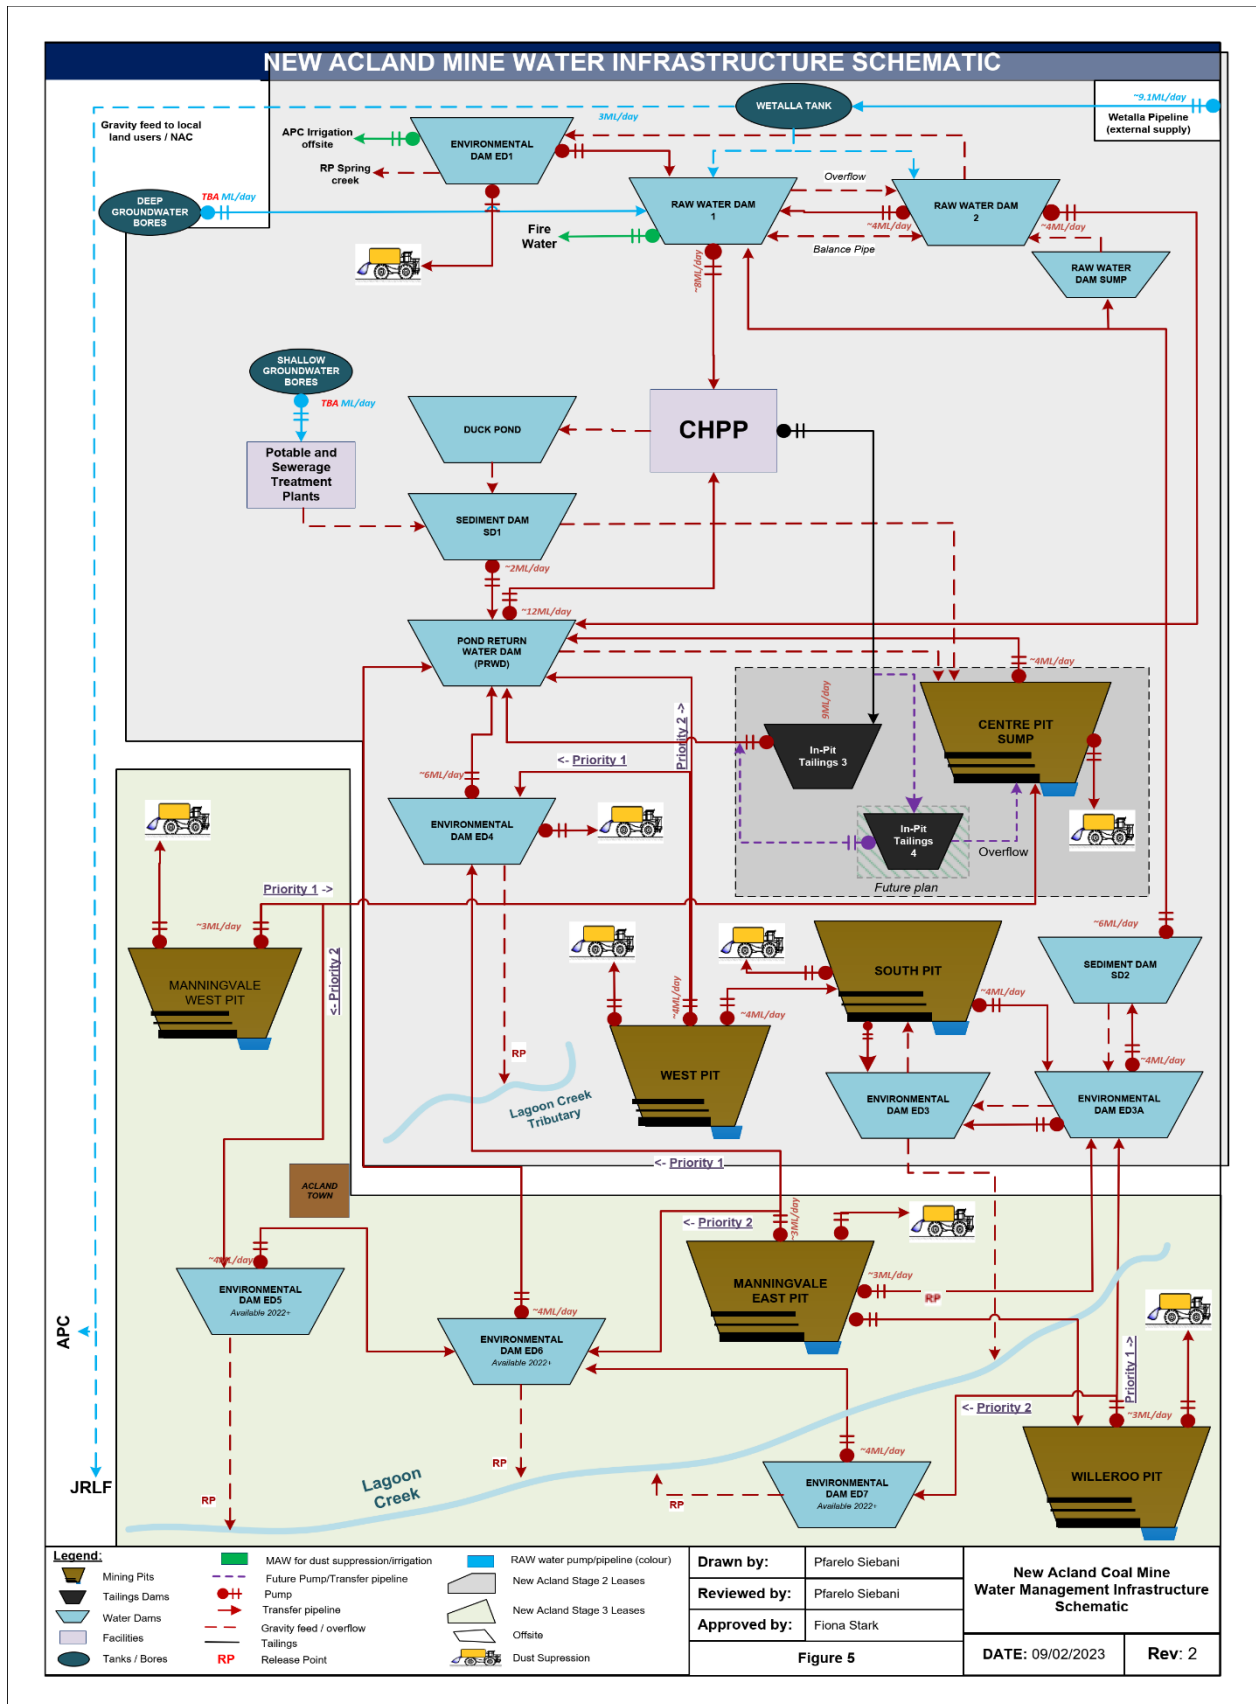 NEW ACLAND MINE WATER INFRASTRUCTURE SCHEMATIC
WETALLA TANK
~9.1ML/day
Wetalla Pipeline
(external supply)
3ML/day
Gravity feed to local
land users / NAC
APC Irrigation
offsite
RP Spring
creek
ENVIRONMENTAL
DAM ED1
DEEP
GROUNDWATER
BORES
TBA ML/day
Fire
Water
RAW WATER DAM
1
Overflow
~4ML/day
Balance Pipe
RAW WATER DAM
2
~4ML/day
RAW WATER
DAM SUMP
~8ML/day
SHALLOW
GROUNDWATER
BORES
TBA ML/day
Potable and
Sewerage
Treatment
Plants
DUCK POND
CHPP
SEDIMENT DAM
SD1
~2ML/day
~12ML/day
POND RETURN
WATER DAM
(PRWD)
~4ML/day
9ML/day
CENTRE PIT
SUMP
In-Pit
Tailings 3
In-Pit
Tailings
4
Overflow
Future plan
Priority 2 ->
<- Priority 1
~6ML/day
ENVIRONMENTAL
DAM ED4
Priority 1 ->
~3ML/day
<- Priority 2
MANNINGVALE
WEST PIT
~6ML/day
SOUTH PIT
SEDIMENT DAM
SD2
~4ML/day
~4ML/day
~4ML/day
~4ML/day
RP
WEST PIT
ENVIRONMENTAL
DAM ED3
ENVIRONMENTAL
DAM ED3A
Lagoon Creek
Tributary
<- Priority 1
ACLAND
TOWN
<- Priority 2
~3ML/day
~4ML/day
MANNINGVALE
EAST PIT
~3ML/day
RP
ENVIRONMENTAL
DAM ED5
Available 2022+
~4ML/day
ENVIRONMENTAL
DAM ED6
Available 2022+
APC
Priority 1 ->
<- Priority 2
~3ML/day
~4ML/day
RP
Lagoon
Creek
JRLF
RP
RP
ENVIRONMENTAL
DAM ED7
Available 2022+
WILLEROO PIT
Legend:
Mining Pits
Tailings Dams
Water Dams
Facilities
Tanks / Bores
MAW for dust suppression/irrigation
Future Pump/Transfer pipeline
Pump
Transfer pipeline
Gravity feed / overflow
Tailings
RP
Release Point
RAW water pump/pipeline (colour)
New Acland Stage 2 Leases
New Acland Stage 3 Leases
Offsite
Dust Supression
Drawn by: Pfarelo Siebani
Reviewed by: Pfarelo Siebani
Approved by: Fiona Stark
Figure 5
New Acland Coal Mine
Water Management Infrastructure
Schematic
DATE: 09/02/2023
Rev: 2